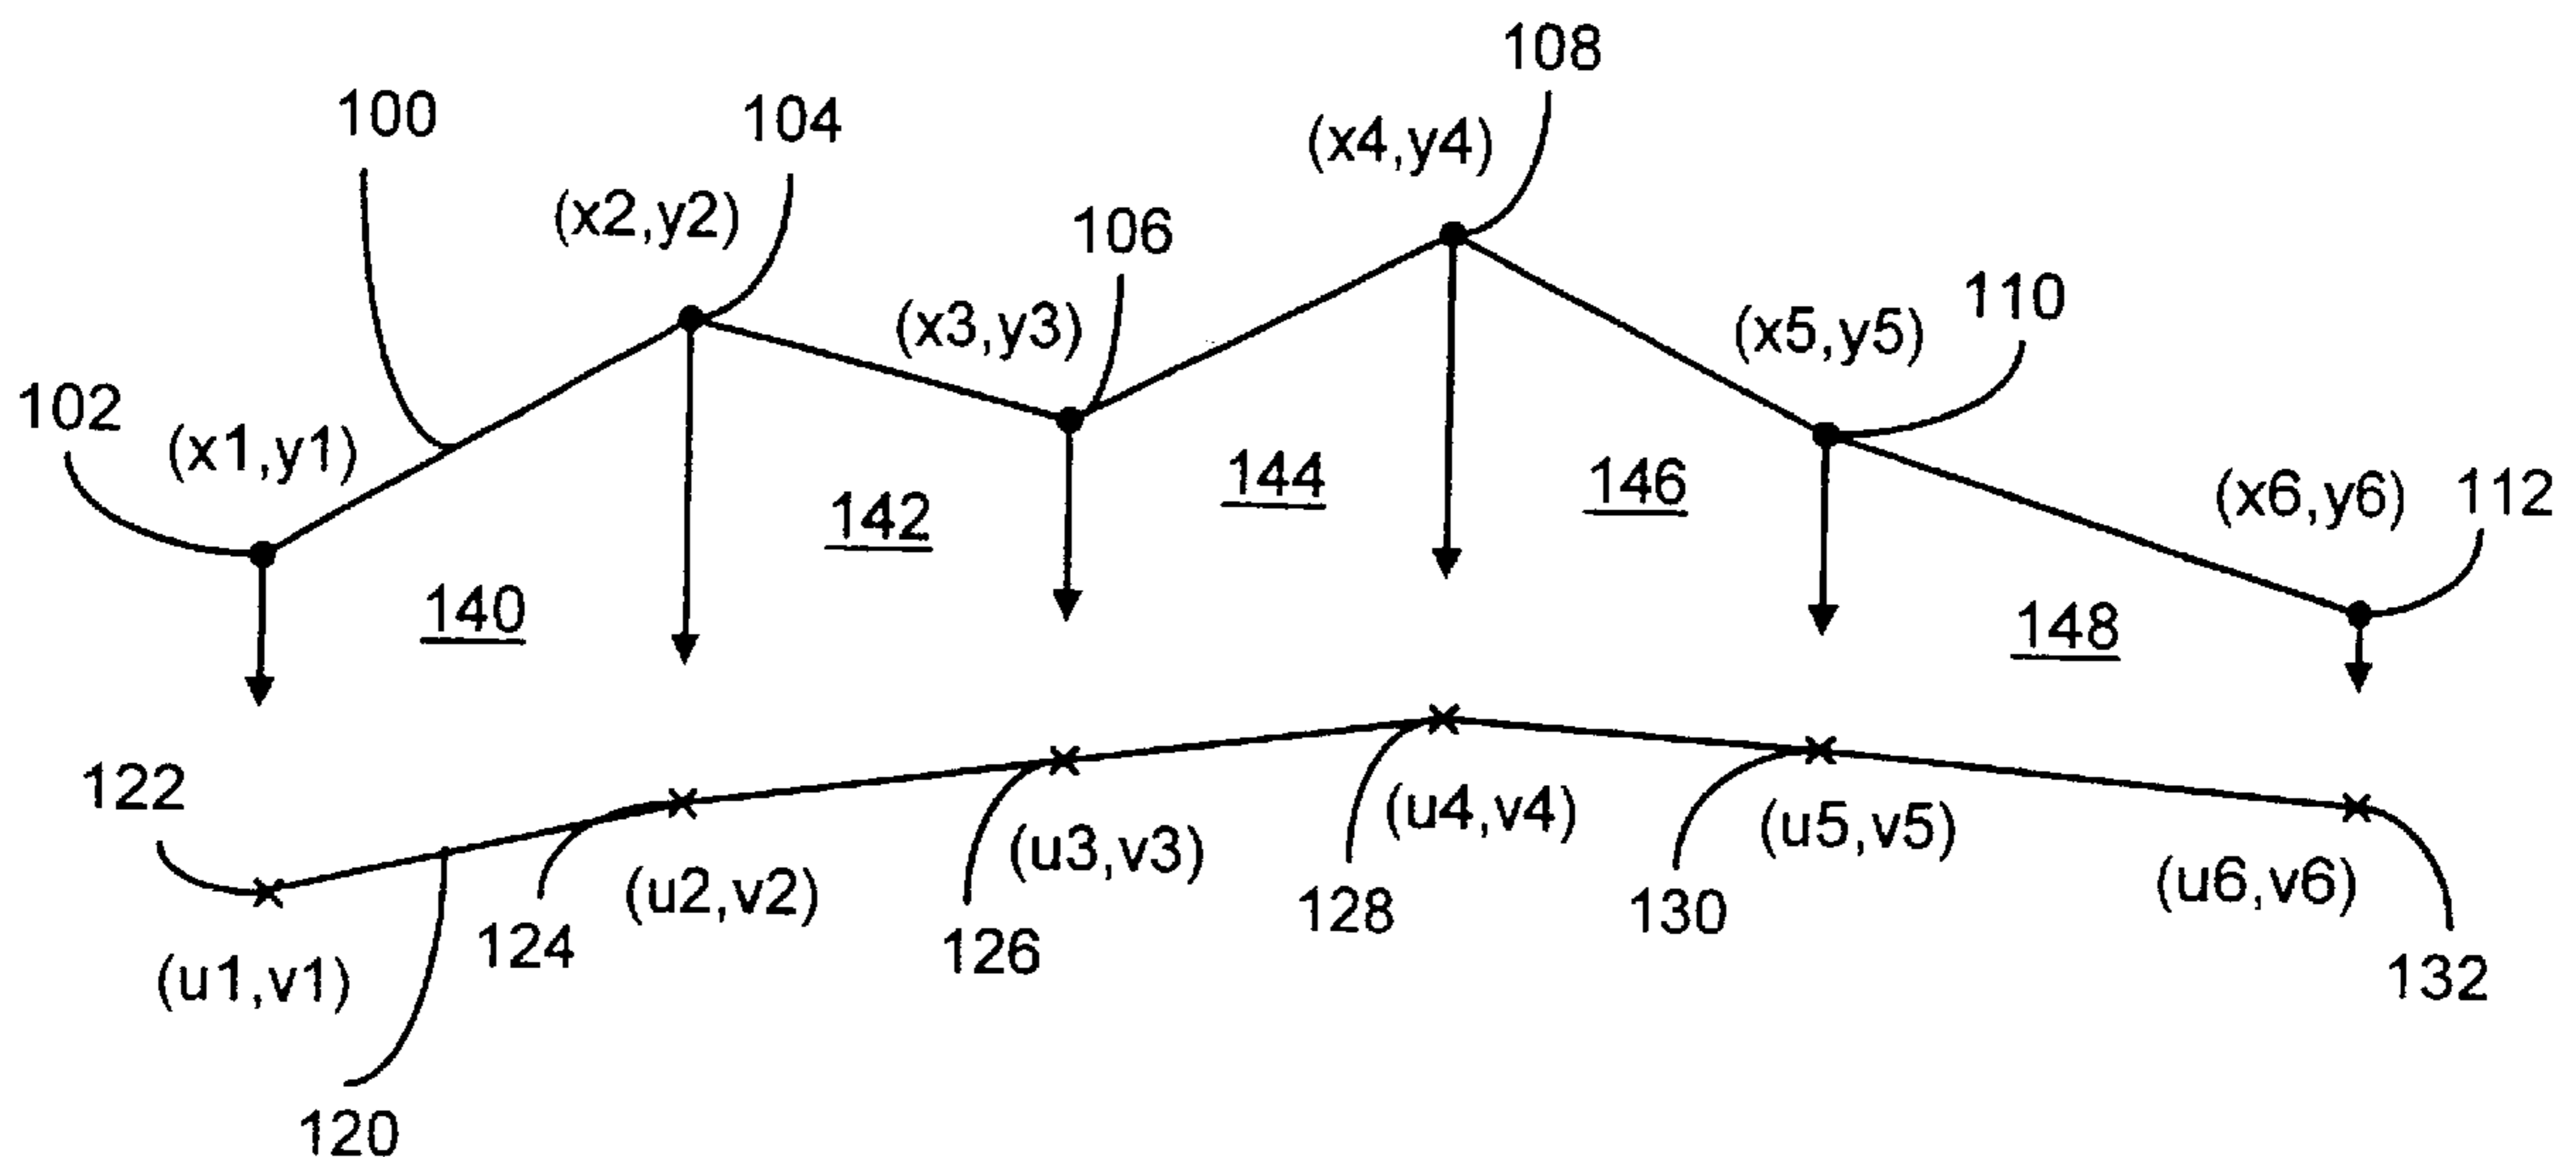 108
100
104
(x4,y4)
(x2,y2)
106
110
(x3,y3)
(x5,y5)
102
(x1,y1)
144
146
(x6,y6)
112
142
140
148
122
(u4,v4)
(u5,v5)
(u3,v3)
(u2,v2)
(u6,v6)
128
130
124
126
(u1,v1)
132
120